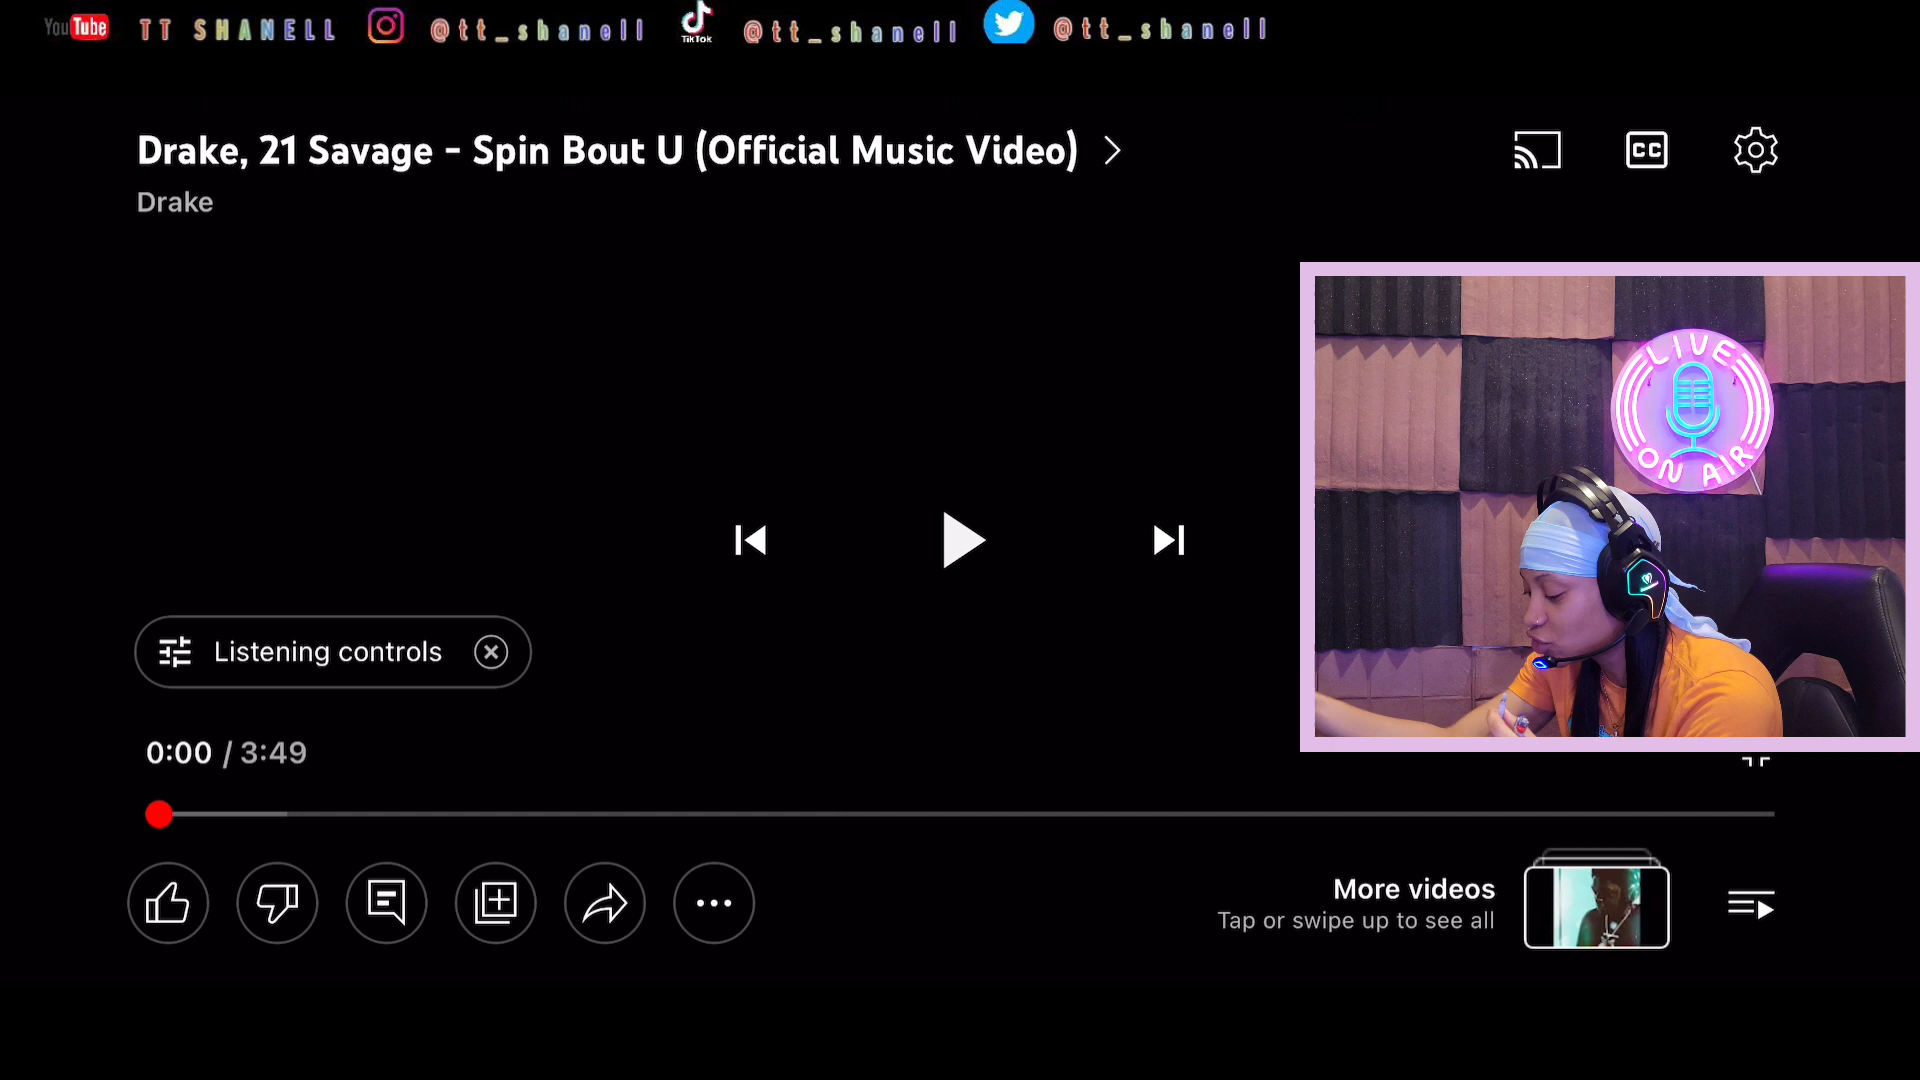 YouTube TT SHANELL @tt_shanell TikTok @tt_shanell @tt_shanell
Drake, 21 Savage - Spin Bout U (Official Music Video)
Drake
CC
LIVE
ON AIR
Listening controls
0:00 / 3:49
More videos
Tap or swipe up to see all